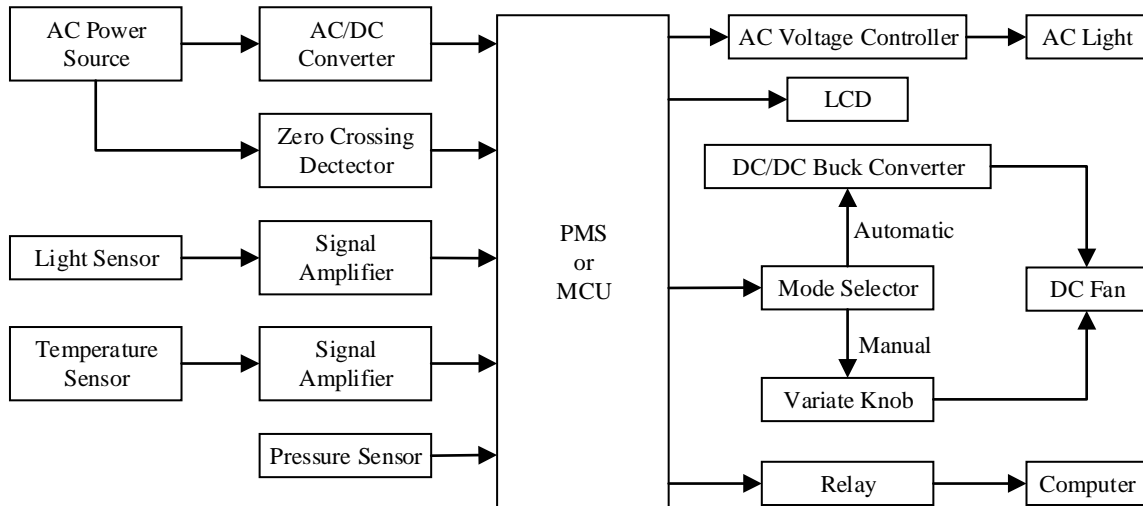 AC Power
Source
AC/DC
Converter
Zero Crossing
Dectector
Light Sensor
Signal
Amplifier
Temperature
Sensor
Signal
Amplifier
Pressure Sensor
PMS
or
MCU
AC Voltage Controller
AC Light
LCD
DC/DC Buck Converter
Automatic
Mode Selector
DC Fan
Manual
Variate Knob
Relay
Computer